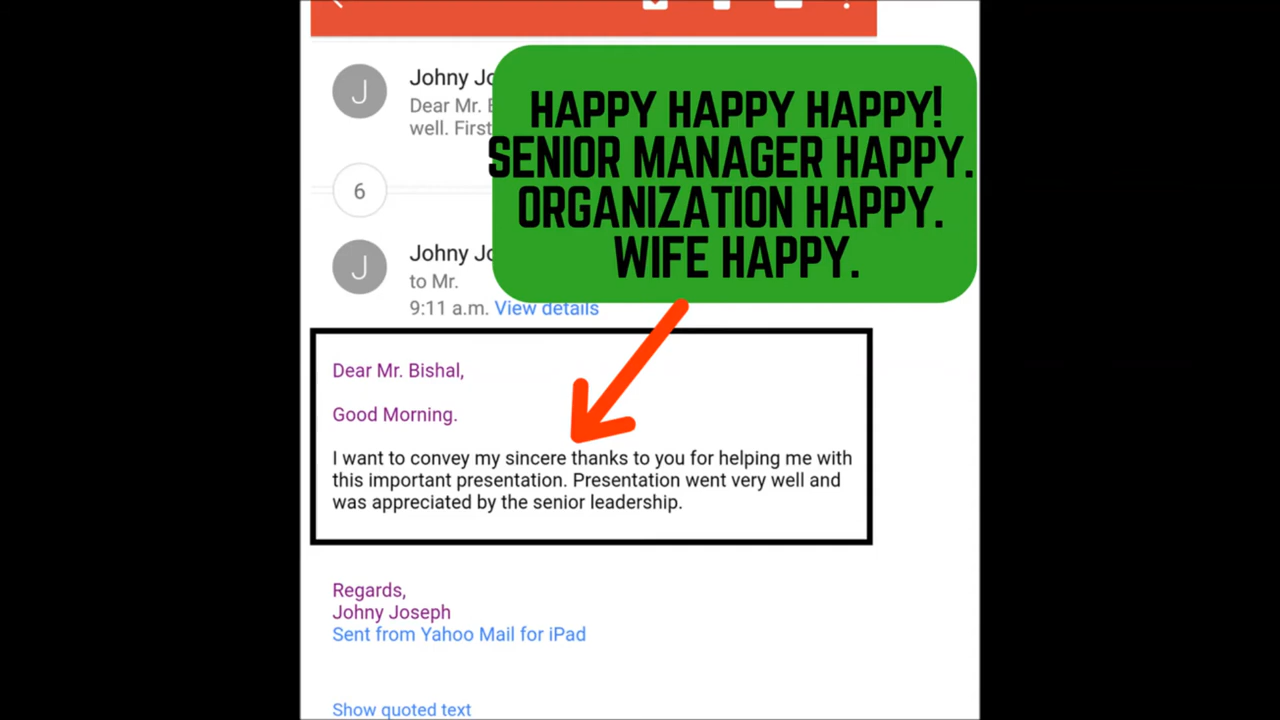 Johny Jo
Dear Mr.
well. First
HAPPY HAPPY HAPPY!
SENIOR MANAGER HAPPY.
ORGANIZATION HAPPY.
WIFE HAPPY.
6
J
J
Johny Jo
to Mr.
9:11 a.m. View details
Dear Mr. Bishal,
Good Morning.
I want to convey my sincere thanks to you for helping me with
this important presentation. Presentation went very well and
was appreciated by the senior leadership.
Regards,
Johny Joseph
Sent from Yahoo Mail for iPad
Show quoted text